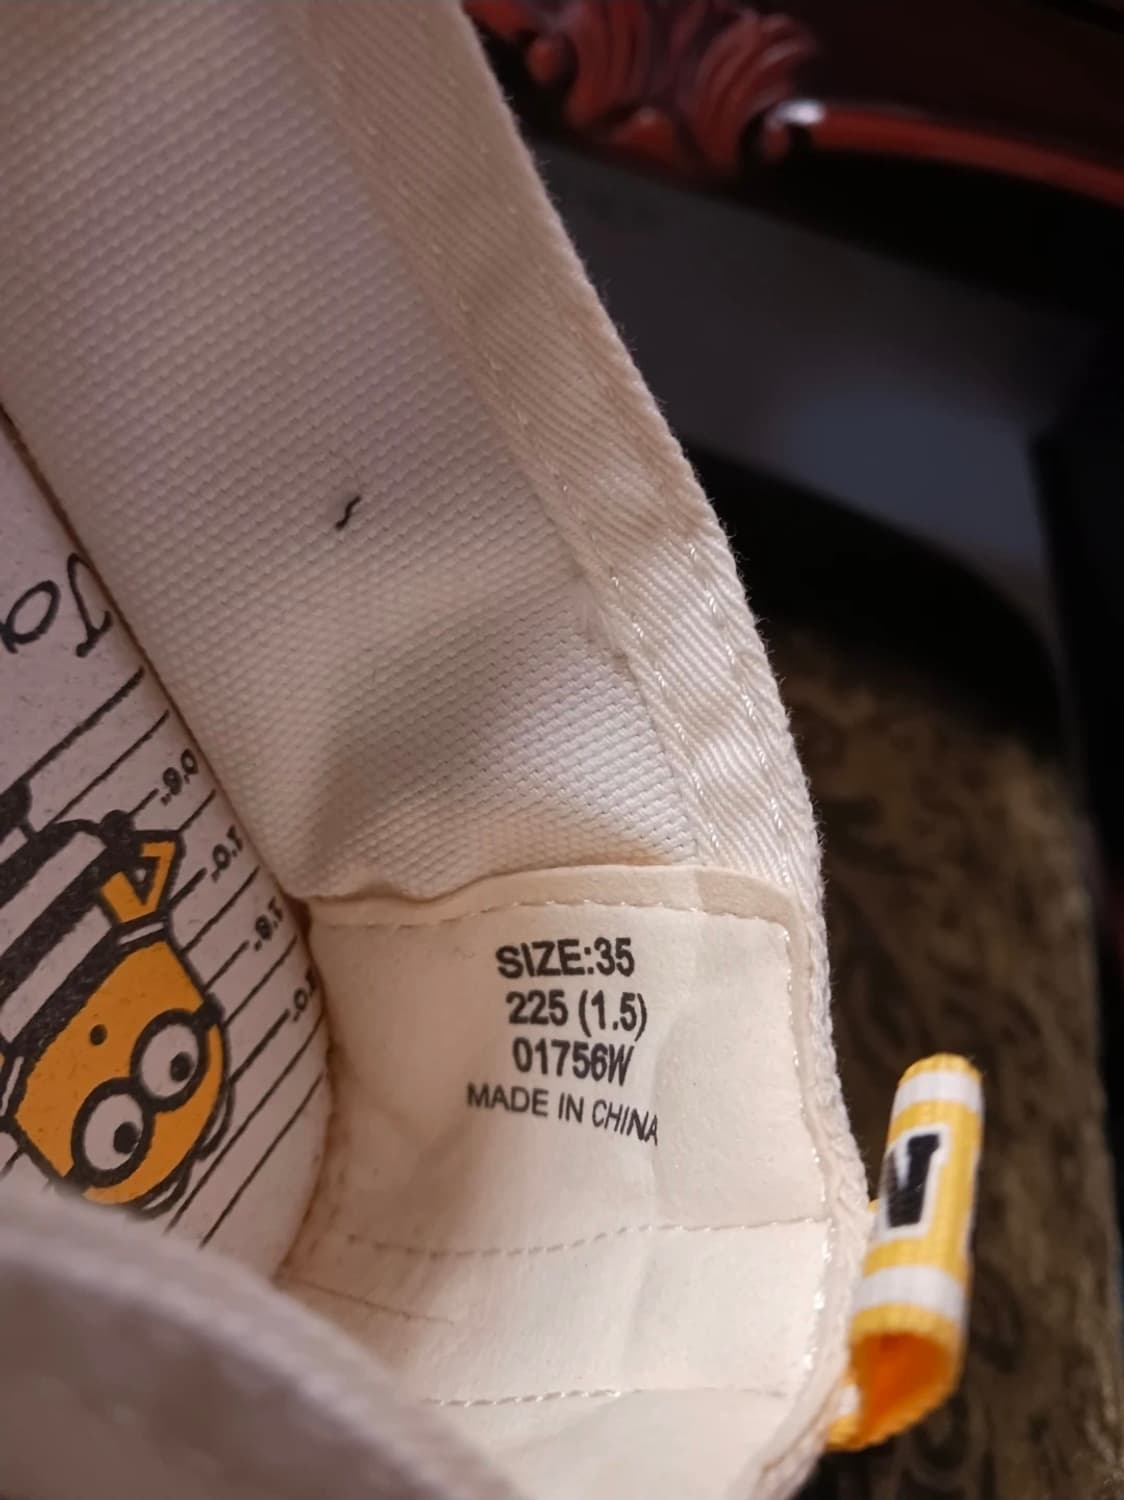 SIZE:35
225 (1.5)
01756W
MADE IN CHINA